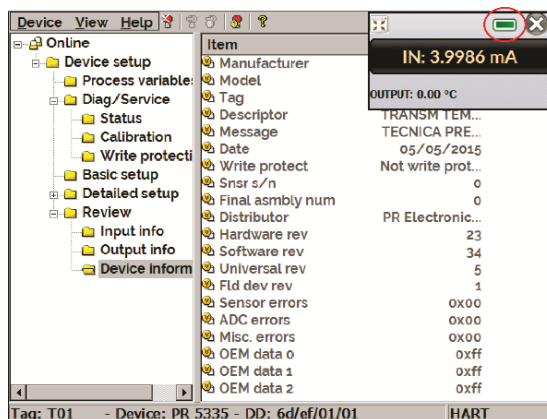 Device View Help
Online
Device setup
Process variable
Diag/Service
Status
Calibration
Write protecti
Basic setup
Detailed setup
Review
Input info
Output info
Device inform
Item
Manufacturer
Model
Tag
Descriptor TRANSM TEM...
Message TECNICA PRE...
Date 05/05/2015
Write protect Not write prot...
Snsr s/n 0
Final asmbly num 0
Distributor PR Electronic...
Hardware rev 23
Software rev 34
Universal rev 5
Fld dev rev 1
Sensor errors 0x00
ADC errors 0x00
Misc. errors 0x00
OEM data 0 0xff
OEM data 1 0xff
OEM data 2 0xff
IN: 3.9986 mA
OUTPUT: 0.00 °C
Tag: T01 - Device: PR 5335 - DD: 6d/ef/01/01 HART